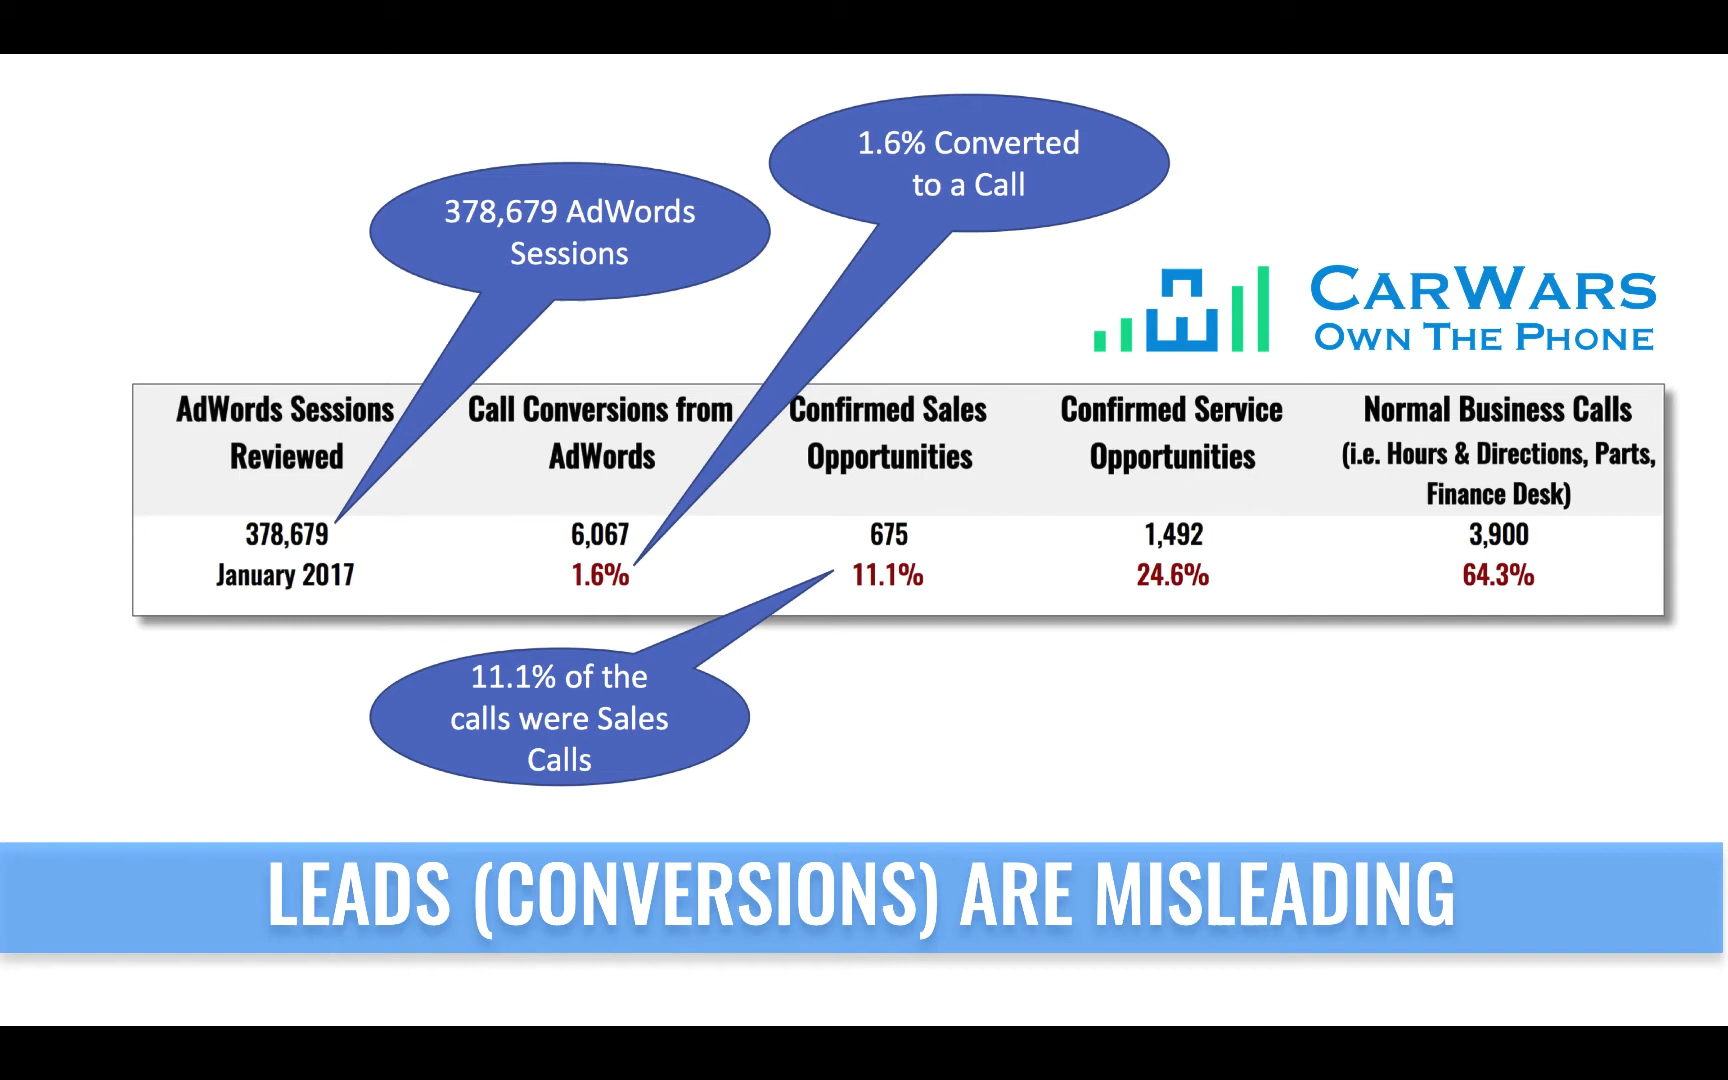 1.6% Converted
to a Call
378,679 AdWords
Sessions
CARWARS
OWN THE PHONE
AdWords Sessions
Reviewed
Call Conversions from
AdWords
Confirmed Sales
Opportunities
Confirmed Service
Opportunities
Normal Business Calls
(i.e. Hours & Directions, Parts,
Finance Desk)
378,679
January 2017
6,067
1.6%
675
11.1%
1,492
24.6%
3,900
64.3%
11.1% of the
calls were Sales
Calls
LEADS (CONVERSIONS) ARE MISLEADING